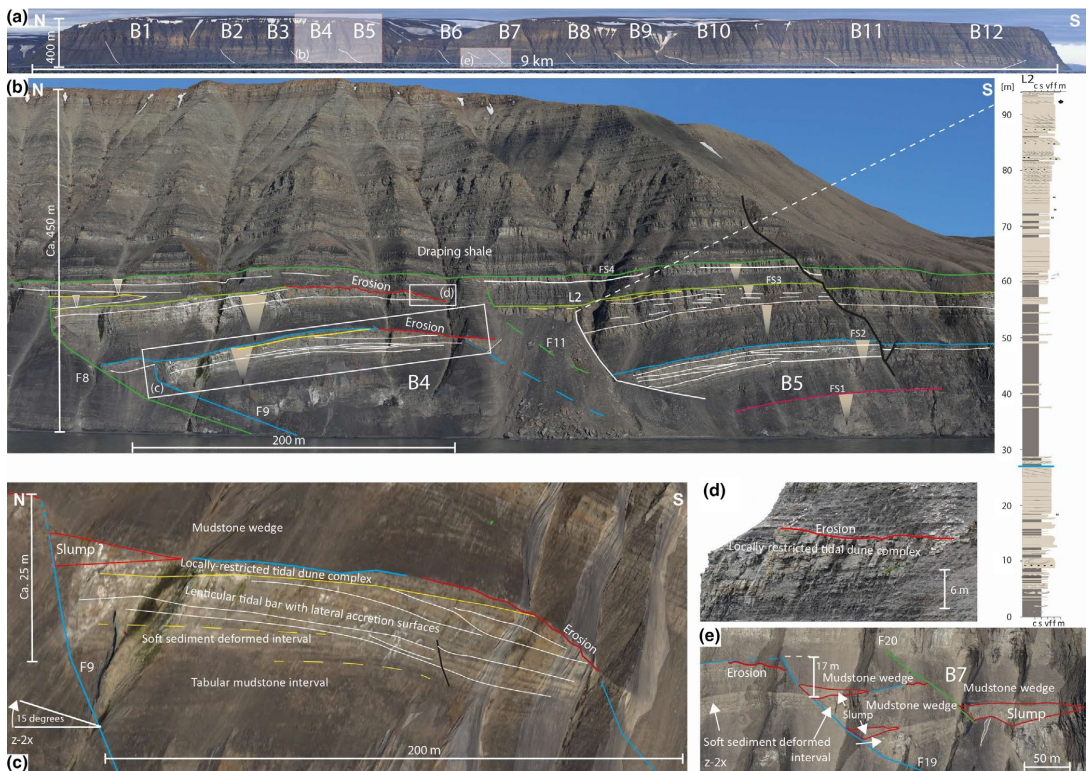 (a)
N
S
B1 B2 B3 B4 B5 B6 B7 B8 B9 B10 B11 B12
(b)
(e)
400 m
9 km
(b)
N
S
Ca. 450 m
Draping shale
FS4
Erosion
(d)
FS3
L2
Erosion
FS2
F11
F8
(c)
B4
B5
FS1
F9
200 m
L2
[m]
c s vf f m
90
80
70
60
50
40
30
20
10
0
c s vf f m
N
S
Mudstone wedge
Slump ?
Locally-restricted tidal dune complex
Ca. 25 m
Lenticular tidal bar with lateral accretion surfaces
Soft sediment deformed interval
Erosion
F9
Tabular mudstone interval
15 degrees
z-2x
200 m
(c)
(d)
Erosion
Locally-restricted tidal dune complex
6 m
(e)
F20
B7
17 m
Erosion
Mudstone wedge
Mudstone wedge
Mudstone wedge
Slump
Slump
Soft sediment deformed
interval
z-2x
F19
50 m